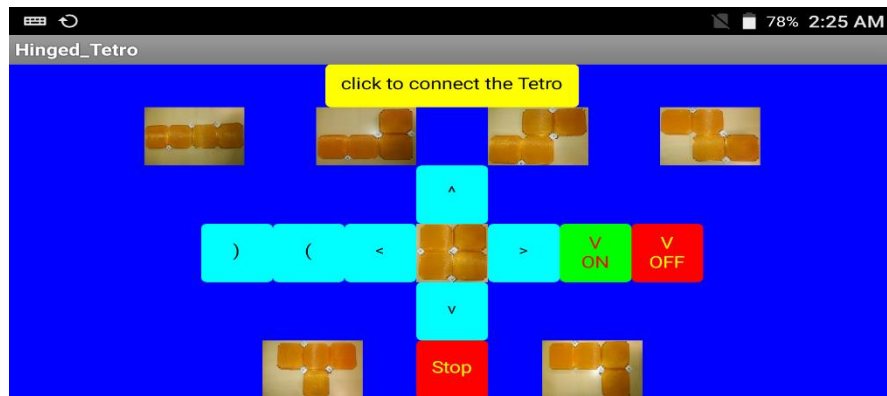 78% 2:25 AM
Hinged_Tetro
click to connect the Tetro
^
) ( < > V ON V OFF
v
Stop